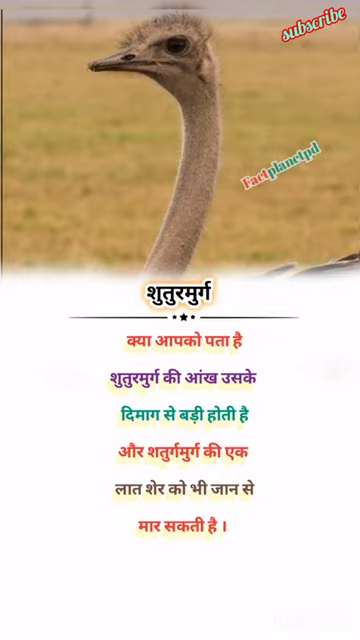 subscribe
Factplanetpd
शुतुरमुर्ग
क्या आपको पता है
शुतुरमुर्ग की आंख उसके
दिमाग से बड़ी होती है
और शतुर्गमुर्ग की एक
लात शेर को भी जान से
मार सकती है ।